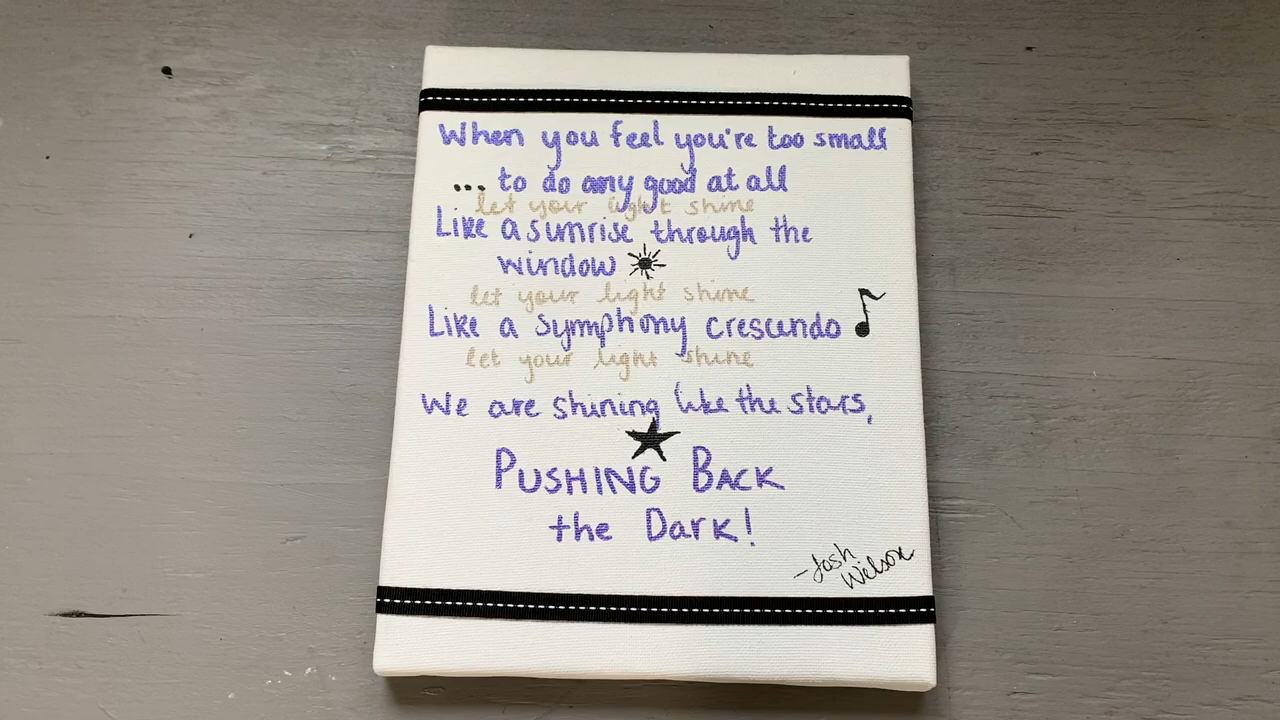 When you feel you're too small
... to do any good at all
let your light shine
Like a sunrise through the
window
let your light shine
Like a symphony crescendo
let your light shine
We are shining like the stars,
PUSHING BACK
the Dark!
-Josh
Wilson